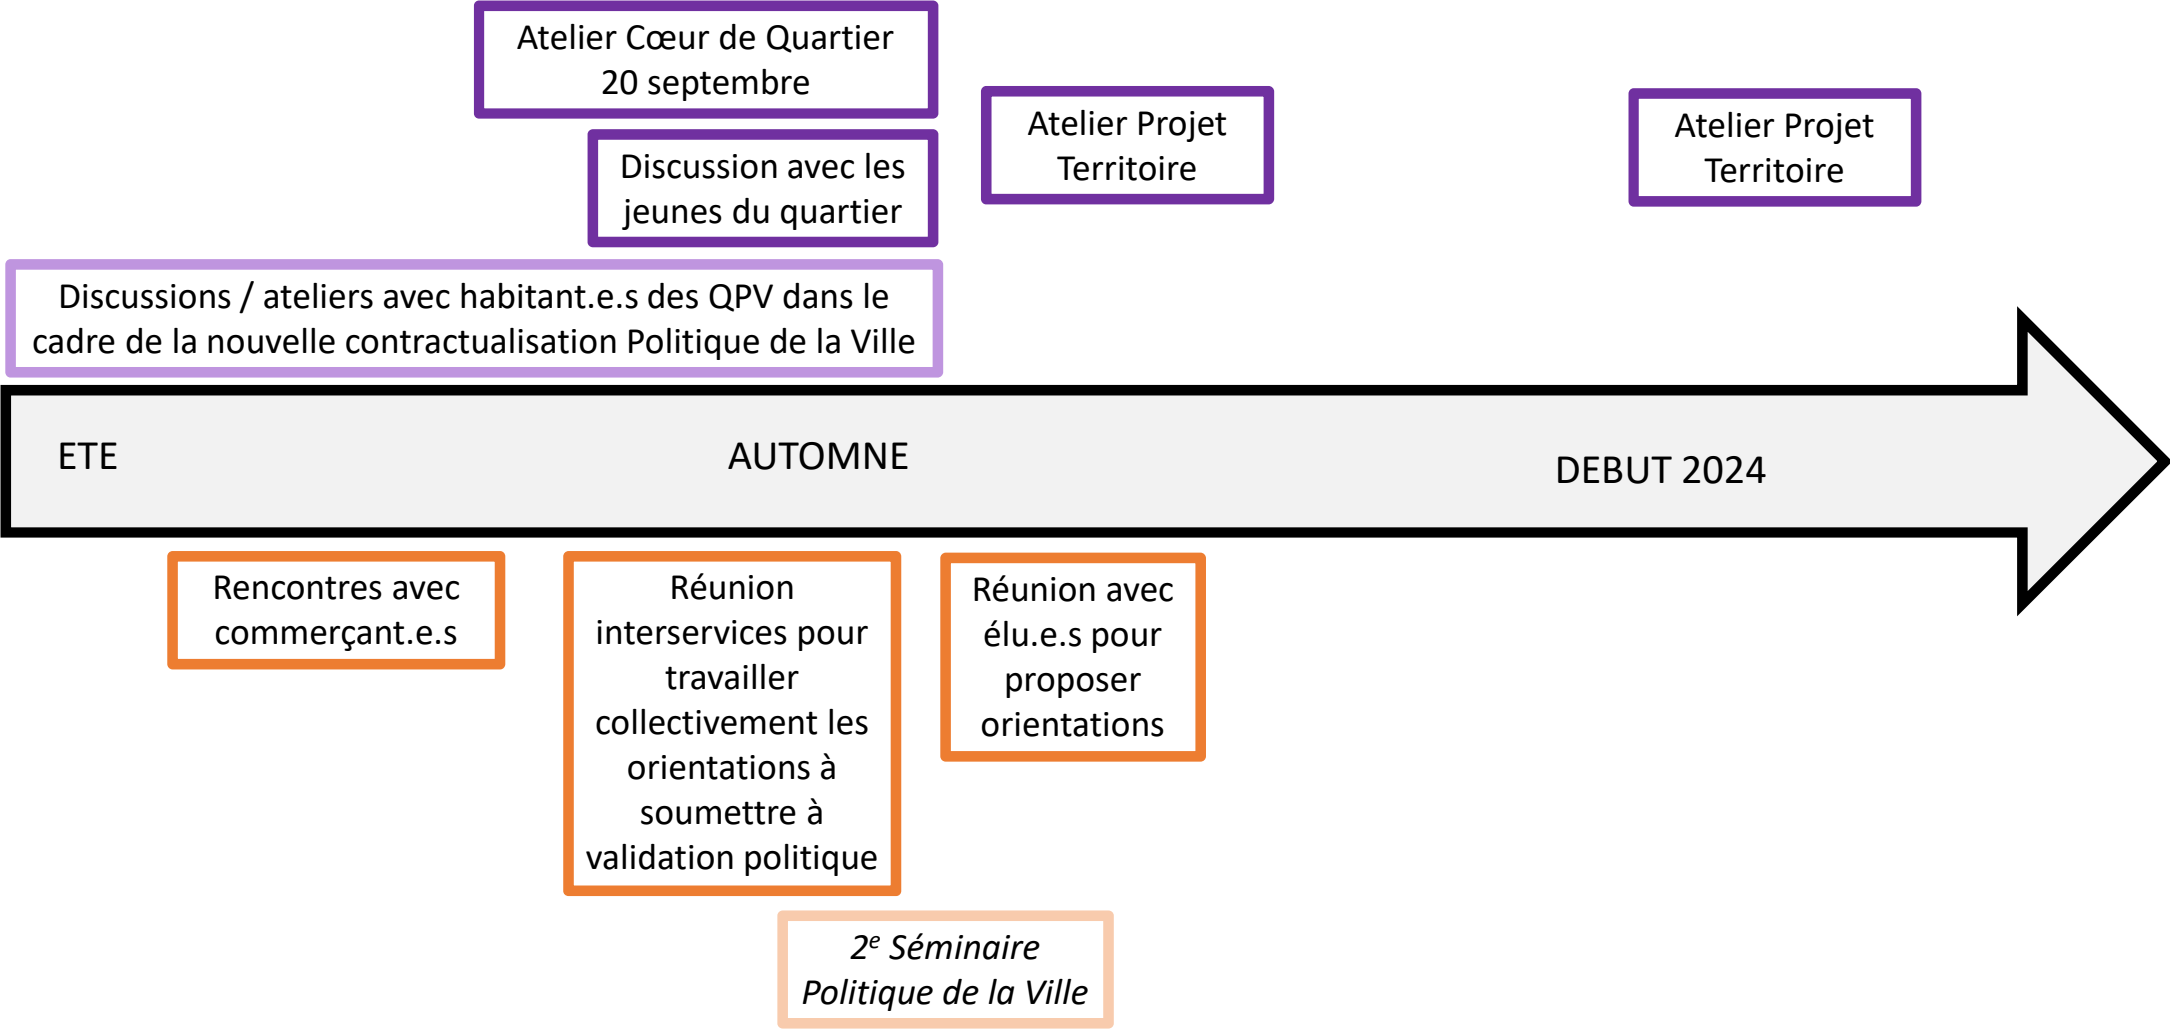 Atelier Cœur de Quartier
20 septembre
Discussion avec les
jeunes du quartier
Atelier Projet
Territoire
Atelier Projet
Territoire
Discussions / ateliers avec habitant.e.s des QPV dans le
cadre de la nouvelle contractualisation Politique de la Ville
ETE
AUTOMNE
DEBUT 2024
Rencontres avec
commerçant.e.s
Réunion
interservices pour
travailler
collectivement les
orientations à
soumettre à
validation politique
Réunion avec
élu.e.s pour
proposer
orientations
2e Séminaire
Politique de la Ville